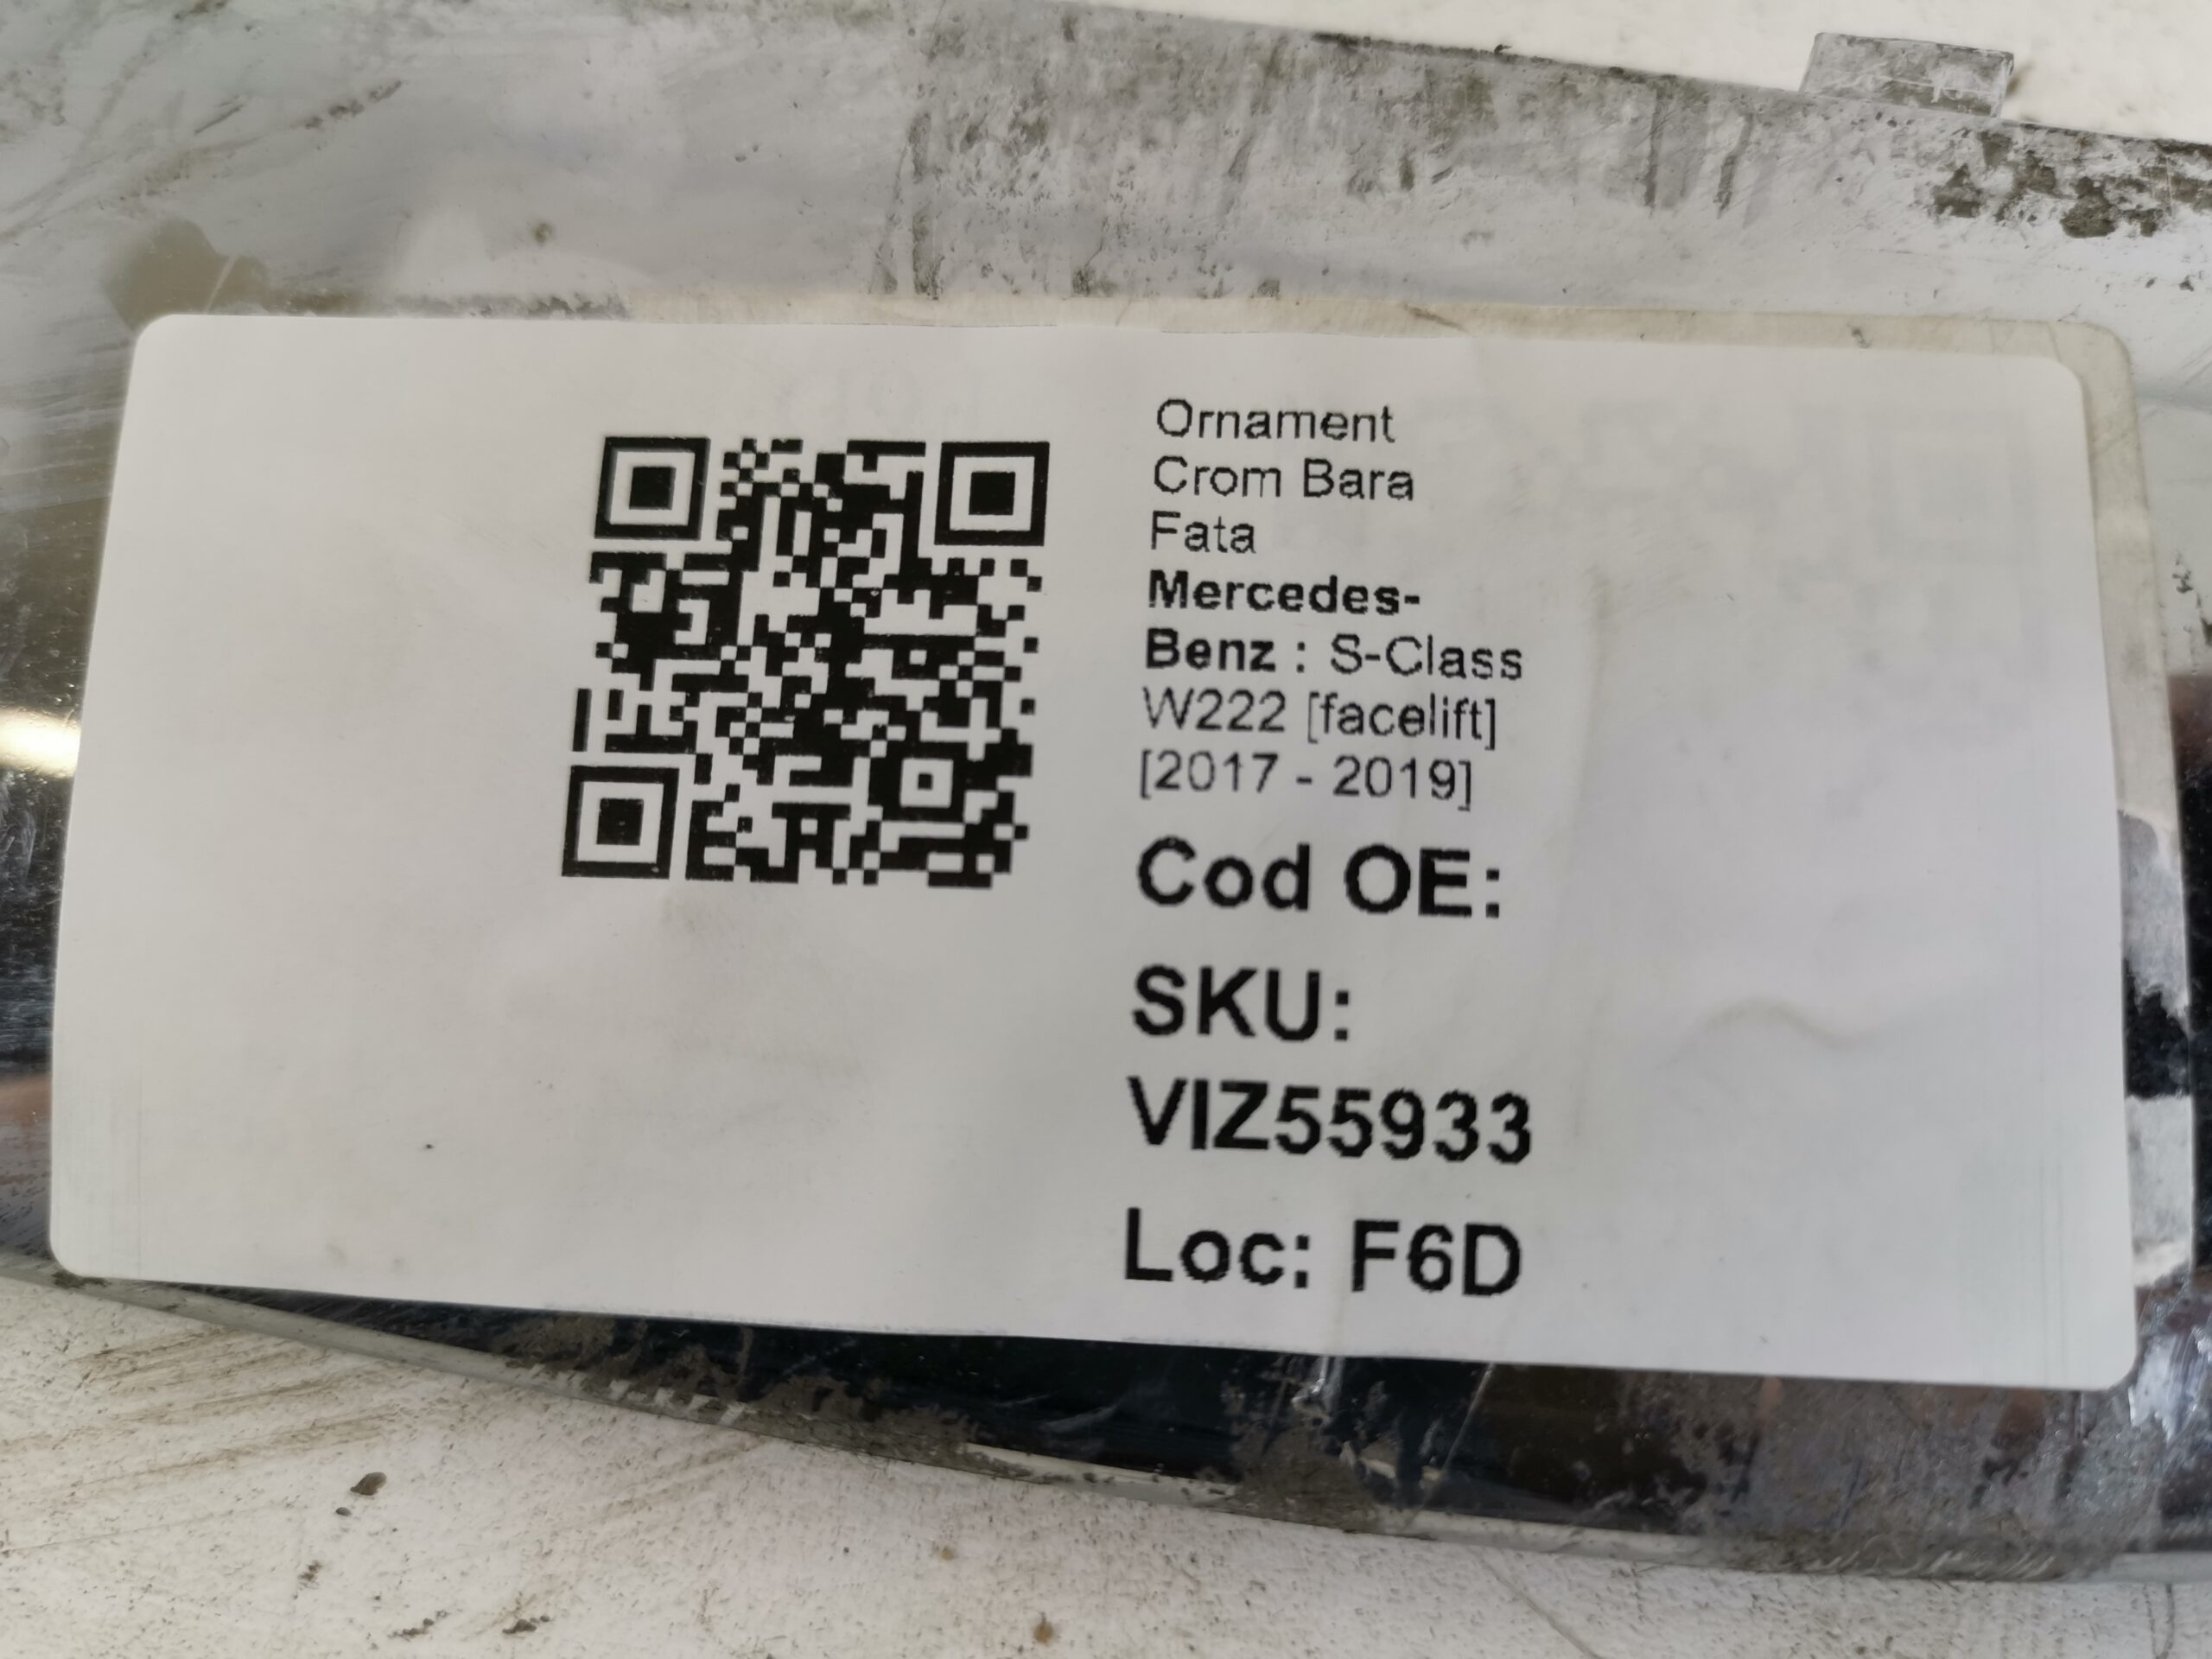 Ornament
Crom Bara
Fata
Mercedes-
Benz : S-Class
W222 [facelift]
[2017 - 2019]
Cod OE:
SKU:
VIZ55933
Loc: F6D